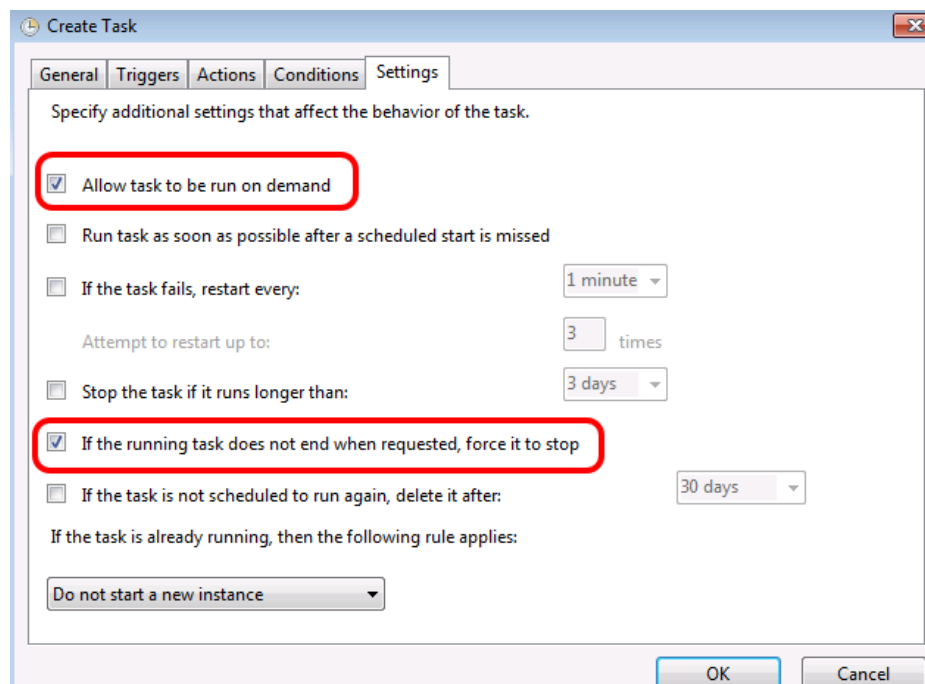 Create Task
General Triggers Actions Conditions Settings
Specify additional settings that affect the behavior of the task.
Allow task to be run on demand
Run task as soon as possible after a scheduled start is missed
If the task fails, restart every: 1 minute
Attempt to restart up to: 3 times
Stop the task if it runs longer than: 3 days
If the running task does not end when requested, force it to stop
If the task is not scheduled to run again, delete it after: 30 days
If the task is already running, then the following rule applies:
Do not start a new instance
OK Cancel